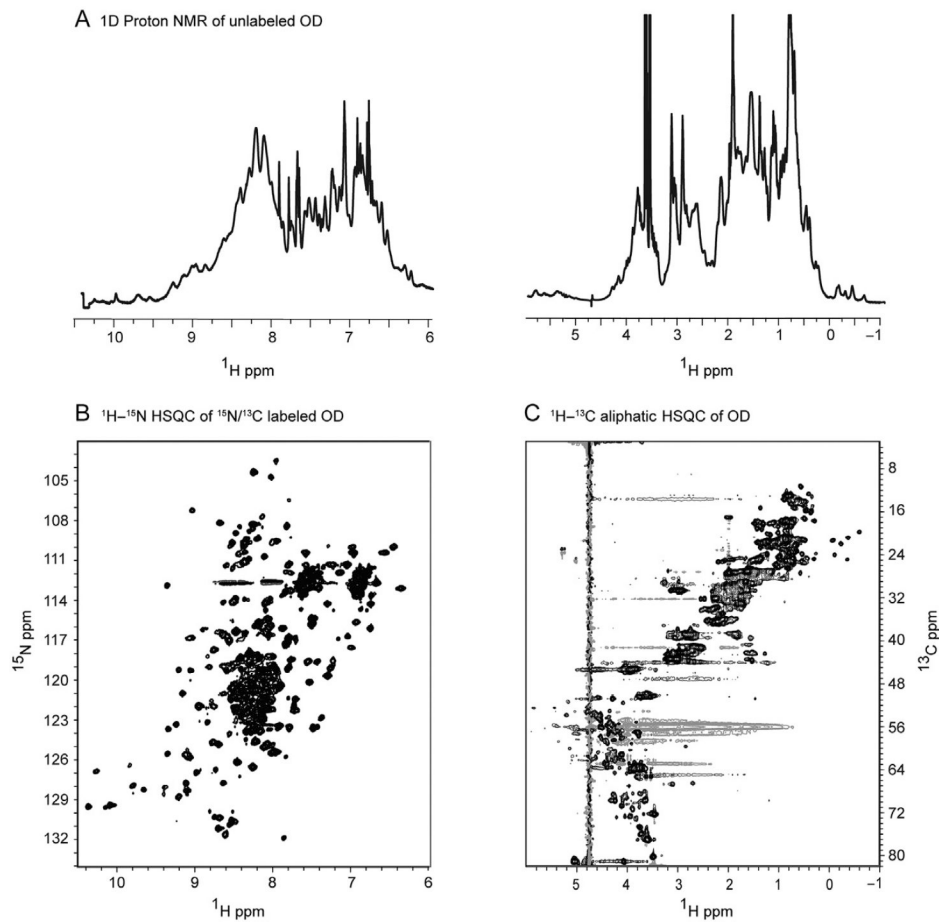 A 1D Proton NMR of unlabeled OD
10 9 8 7 6
¹H ppm
5 4 3 2 1 0 −1
¹H ppm
B ¹H–¹⁵N HSQC of ¹⁵N/¹³C labeled OD
105
108
111
114
117
120
123
126
129
132
¹⁵N ppm
10 9 8 7 6
¹H ppm
C ¹H–¹³C aliphatic HSQC of OD
8
16
24
32
40
48
56
64
72
80
¹³C ppm
5 4 3 2 1 0 −1
¹H ppm